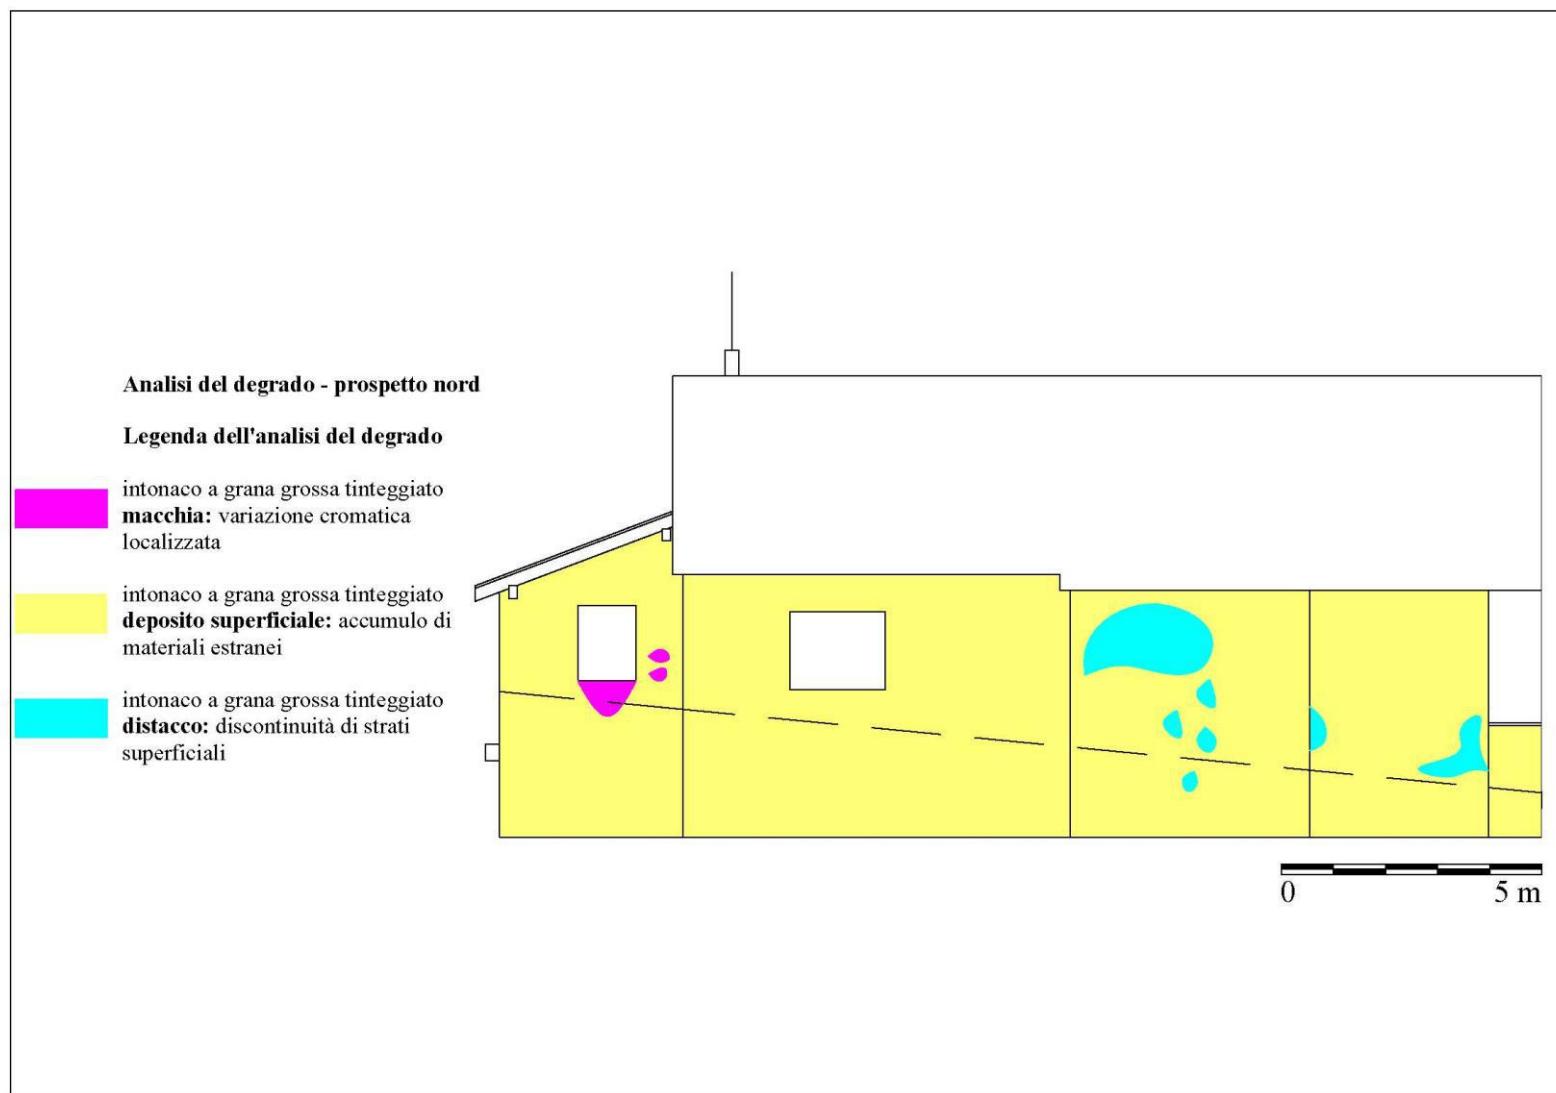 Analisi del degrado - prospetto nord
Legenda dell'analisi del degrado
intonaco a grana grossa tinteggiato
macchia: variazione cromatica
localizzata
intonaco a grana grossa tinteggiato
deposito superficiale: accumulo di
materiali estranei
intonaco a grana grossa tinteggiato
distacco: discontinuità di strati
superficiali
0 5 m